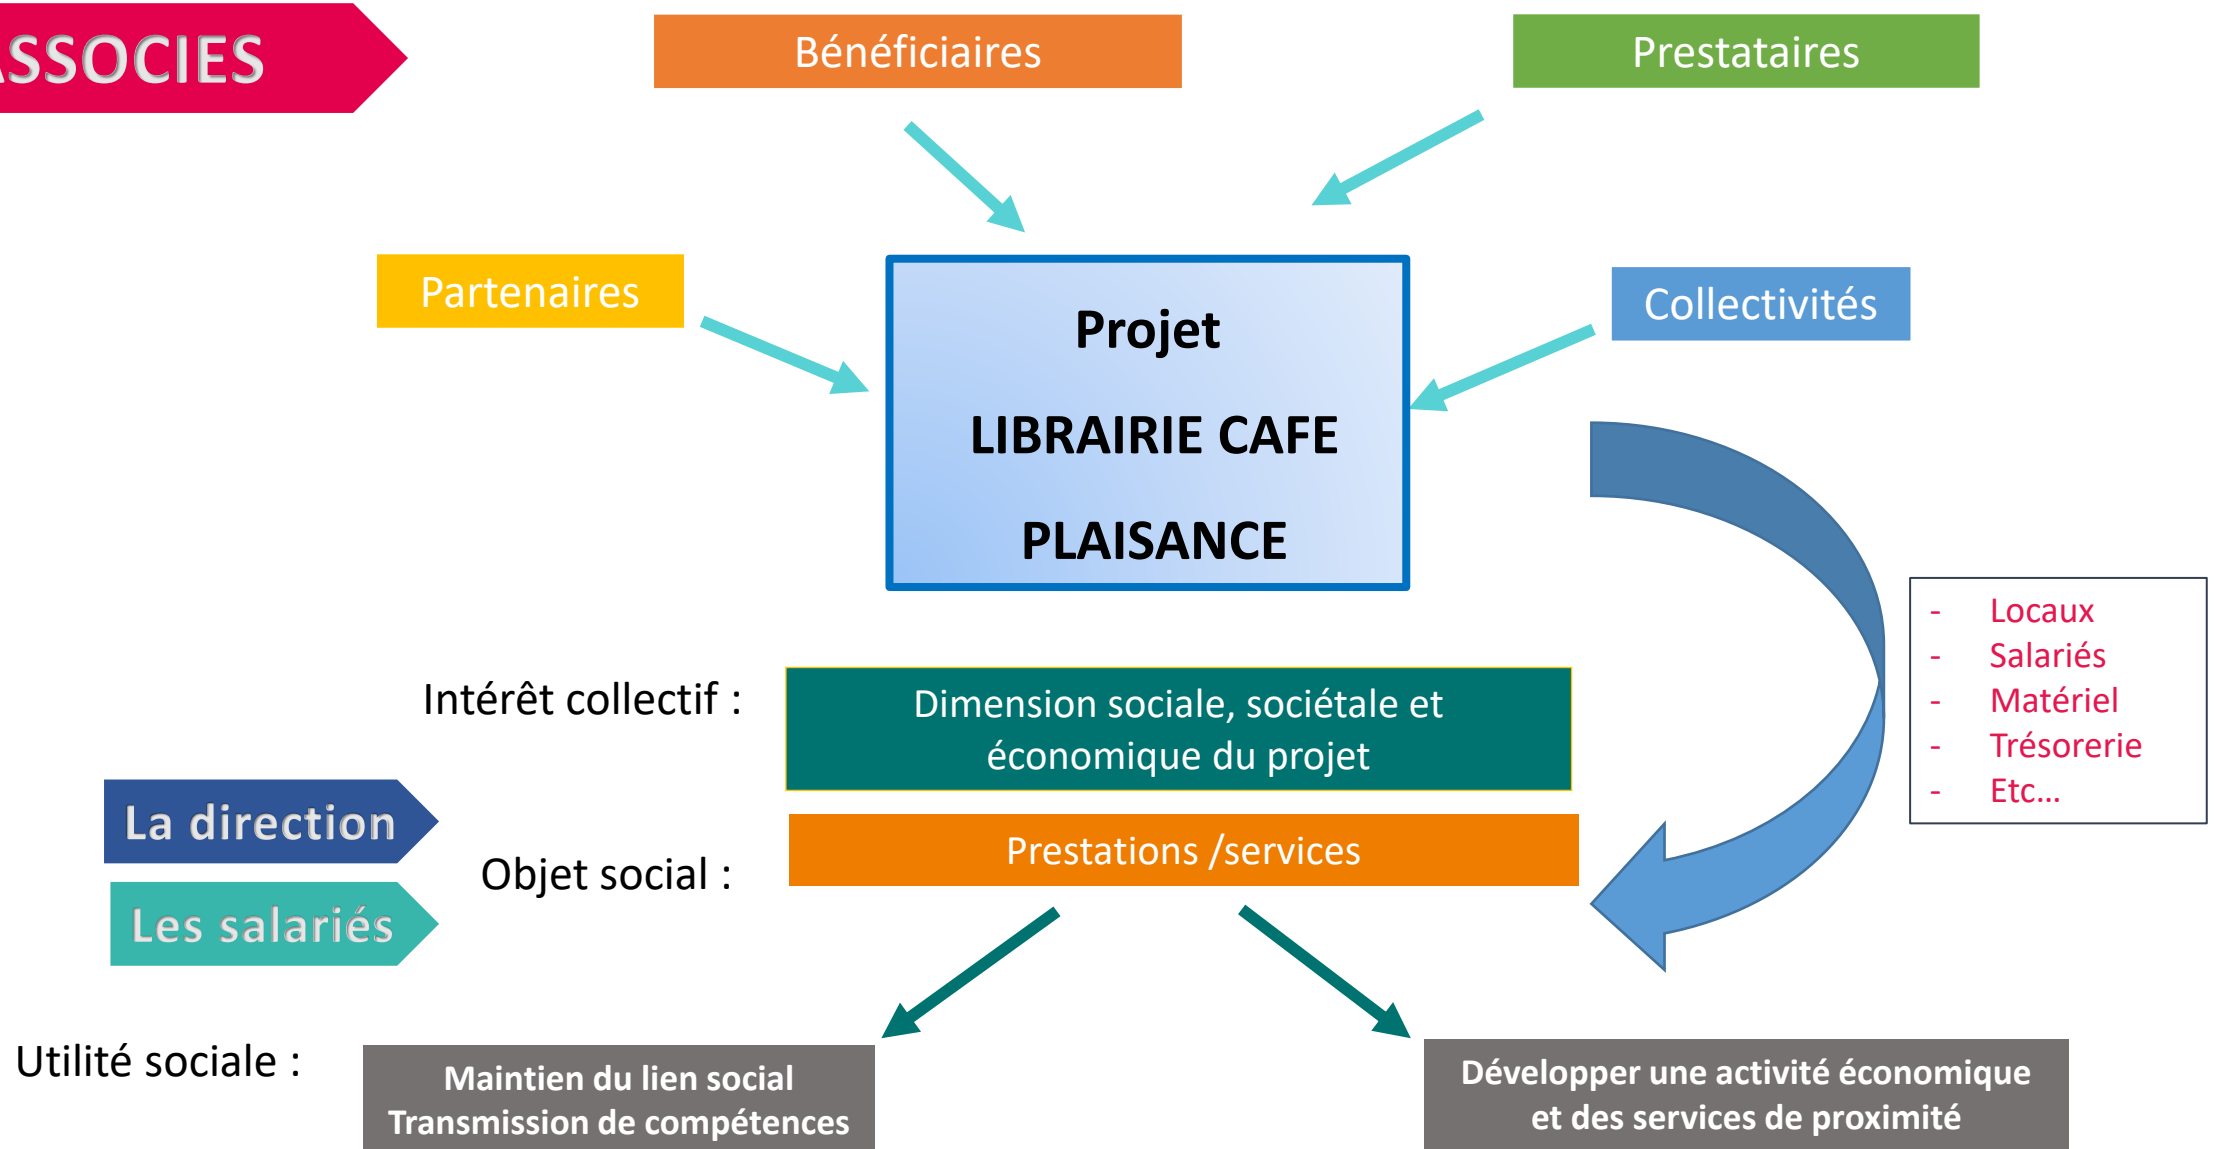 ASSOCIES
Bénéficiaires
Prestataires
Partenaires
Collectivités
Projet
LIBRAIRIE CAFE
PLAISANCE
- Locaux
- Salariés
- Matériel
- Trésorerie
- Etc…
Intérêt collectif :
Dimension sociale, sociétale et
économique du projet
La direction
Objet social :
Prestations /services
Les salariés
Utilité sociale :
Maintien du lien social
Transmission de compétences
Développer une activité économique
et des services de proximité